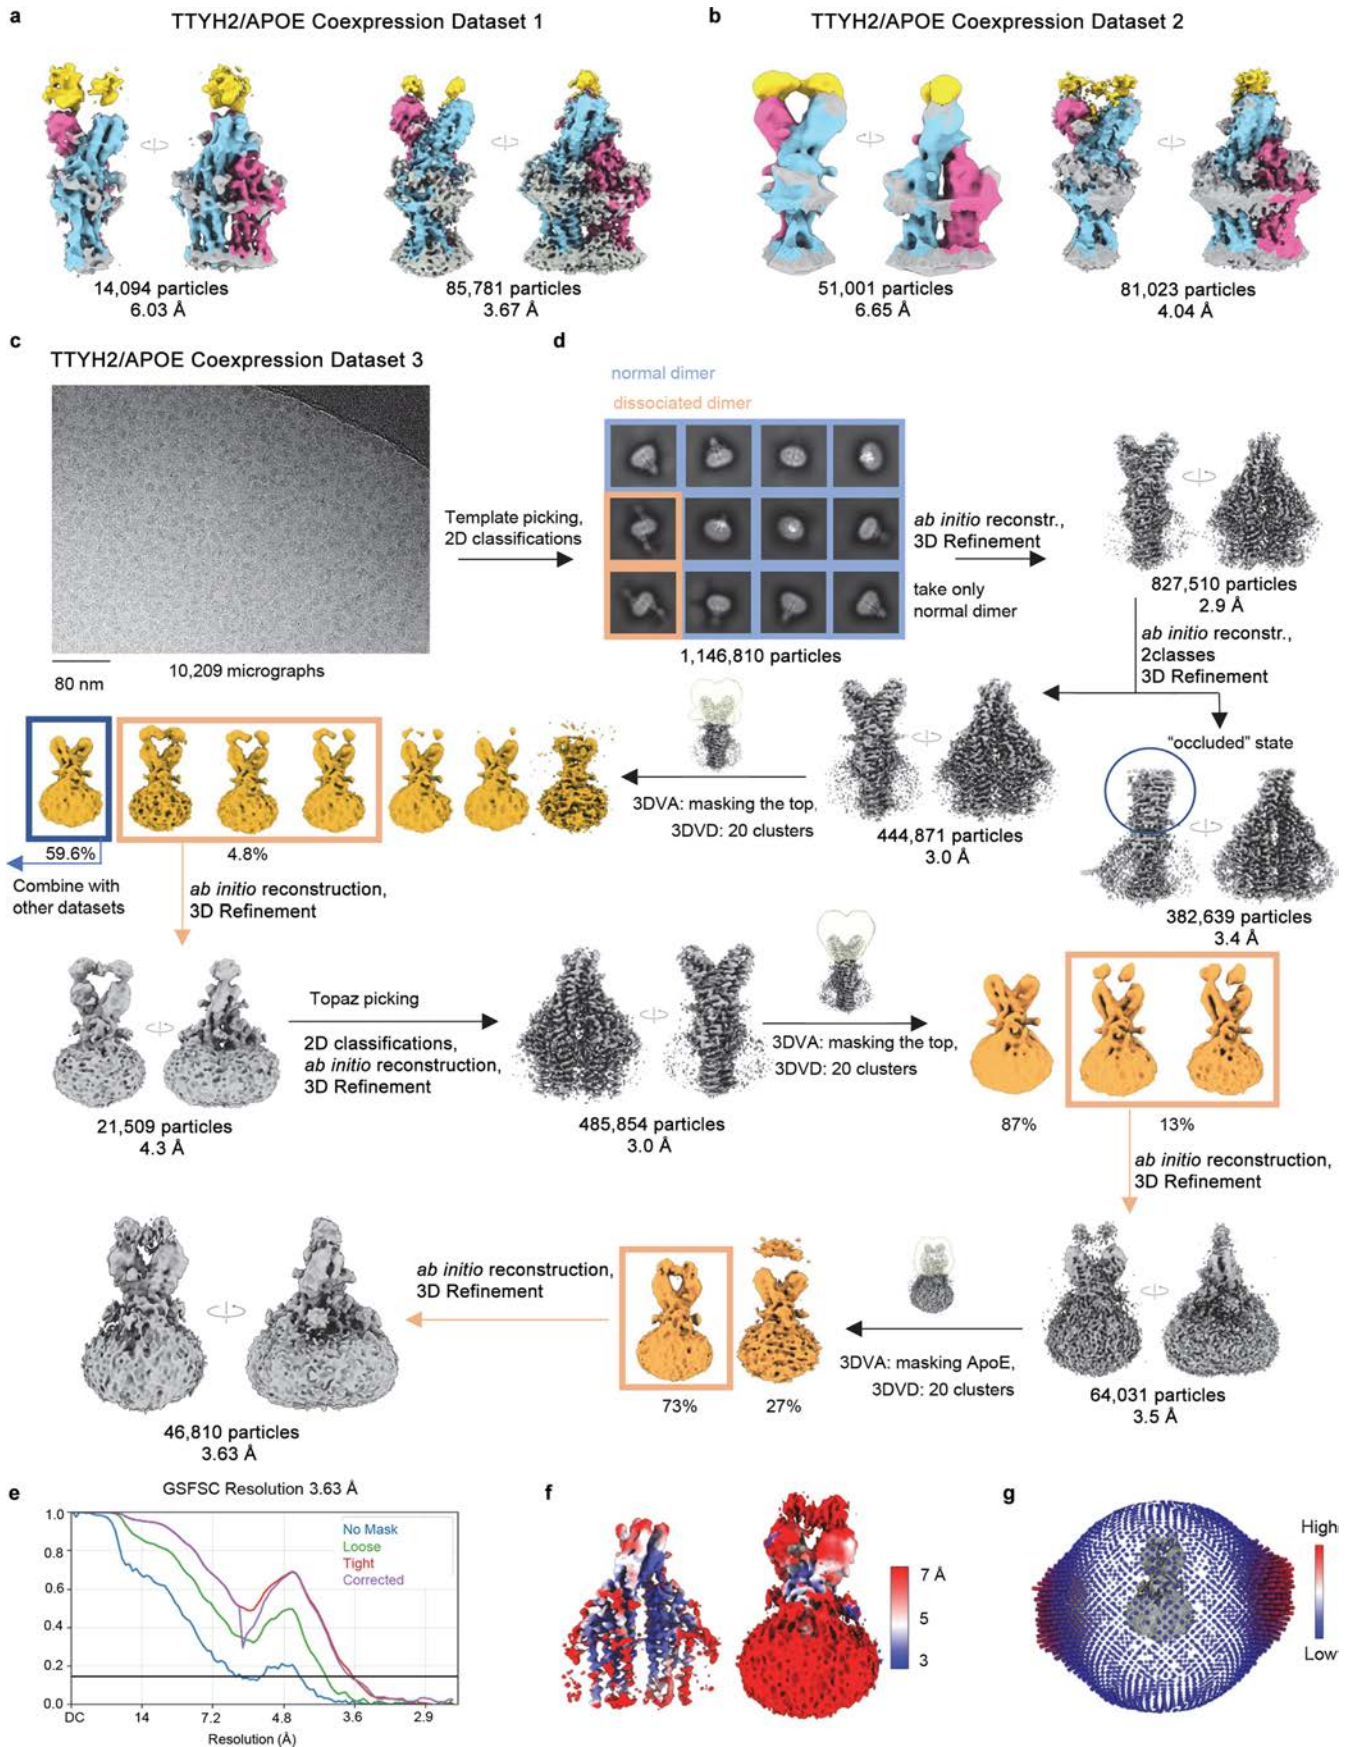 a
TTYH2/APOE Coexpression Dataset 1
b
TTYH2/APOE Coexpression Dataset 2
14,094 particles
6.03 Å
85,781 particles
3.67 Å
51,001 particles
6.65 Å
81,023 particles
4.04 Å
c
TTYH2/APOE Coexpression Dataset 3
d
normal dimer
dissociated dimer
Template picking,
2D classifications
ab initio reconstr.,
3D Refinement
take only
normal dimer
827,510 particles
2.9 Å
80 nm
10,209 micrographs
1,146,810 particles
ab initio reconstr.,
2classes
3D Refinement
"occluded" state
3DVA: masking the top,
3DVD: 20 clusters
444,871 particles
3.0 Å
382,639 particles
3.4 Å
59.6%
4.8%
Combine with
other datasets
ab initio reconstruction,
3D Refinement
Topaz picking
2D classifications,
ab initio reconstruction,
3D Refinement
3DVA: masking the top,
3DVD: 20 clusters
21,509 particles
4.3 Å
485,854 particles
3.0 Å
87%
13%
ab initio reconstruction,
3D Refinement
ab initio reconstruction,
3D Refinement
3DVA: masking ApoE,
3DVD: 20 clusters
73%
27%
64,031 particles
3.5 Å
46,810 particles
3.63 Å
e
GSFSC Resolution 3.63 Å
1.0
0.8
0.6
0.4
0.2
0.0
No Mask
Loose
Tight
Corrected
DC
14
7.2
4.8
3.6
2.9
Resolution (Å)
f
7 Å
5
3
g
High
Low